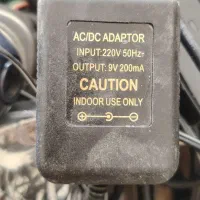 AC/DC ADAPTOR
INPUT:220V 50Hz~
OUTPUT: 9V 200mA
CAUTION
INDOOR USE ONLY